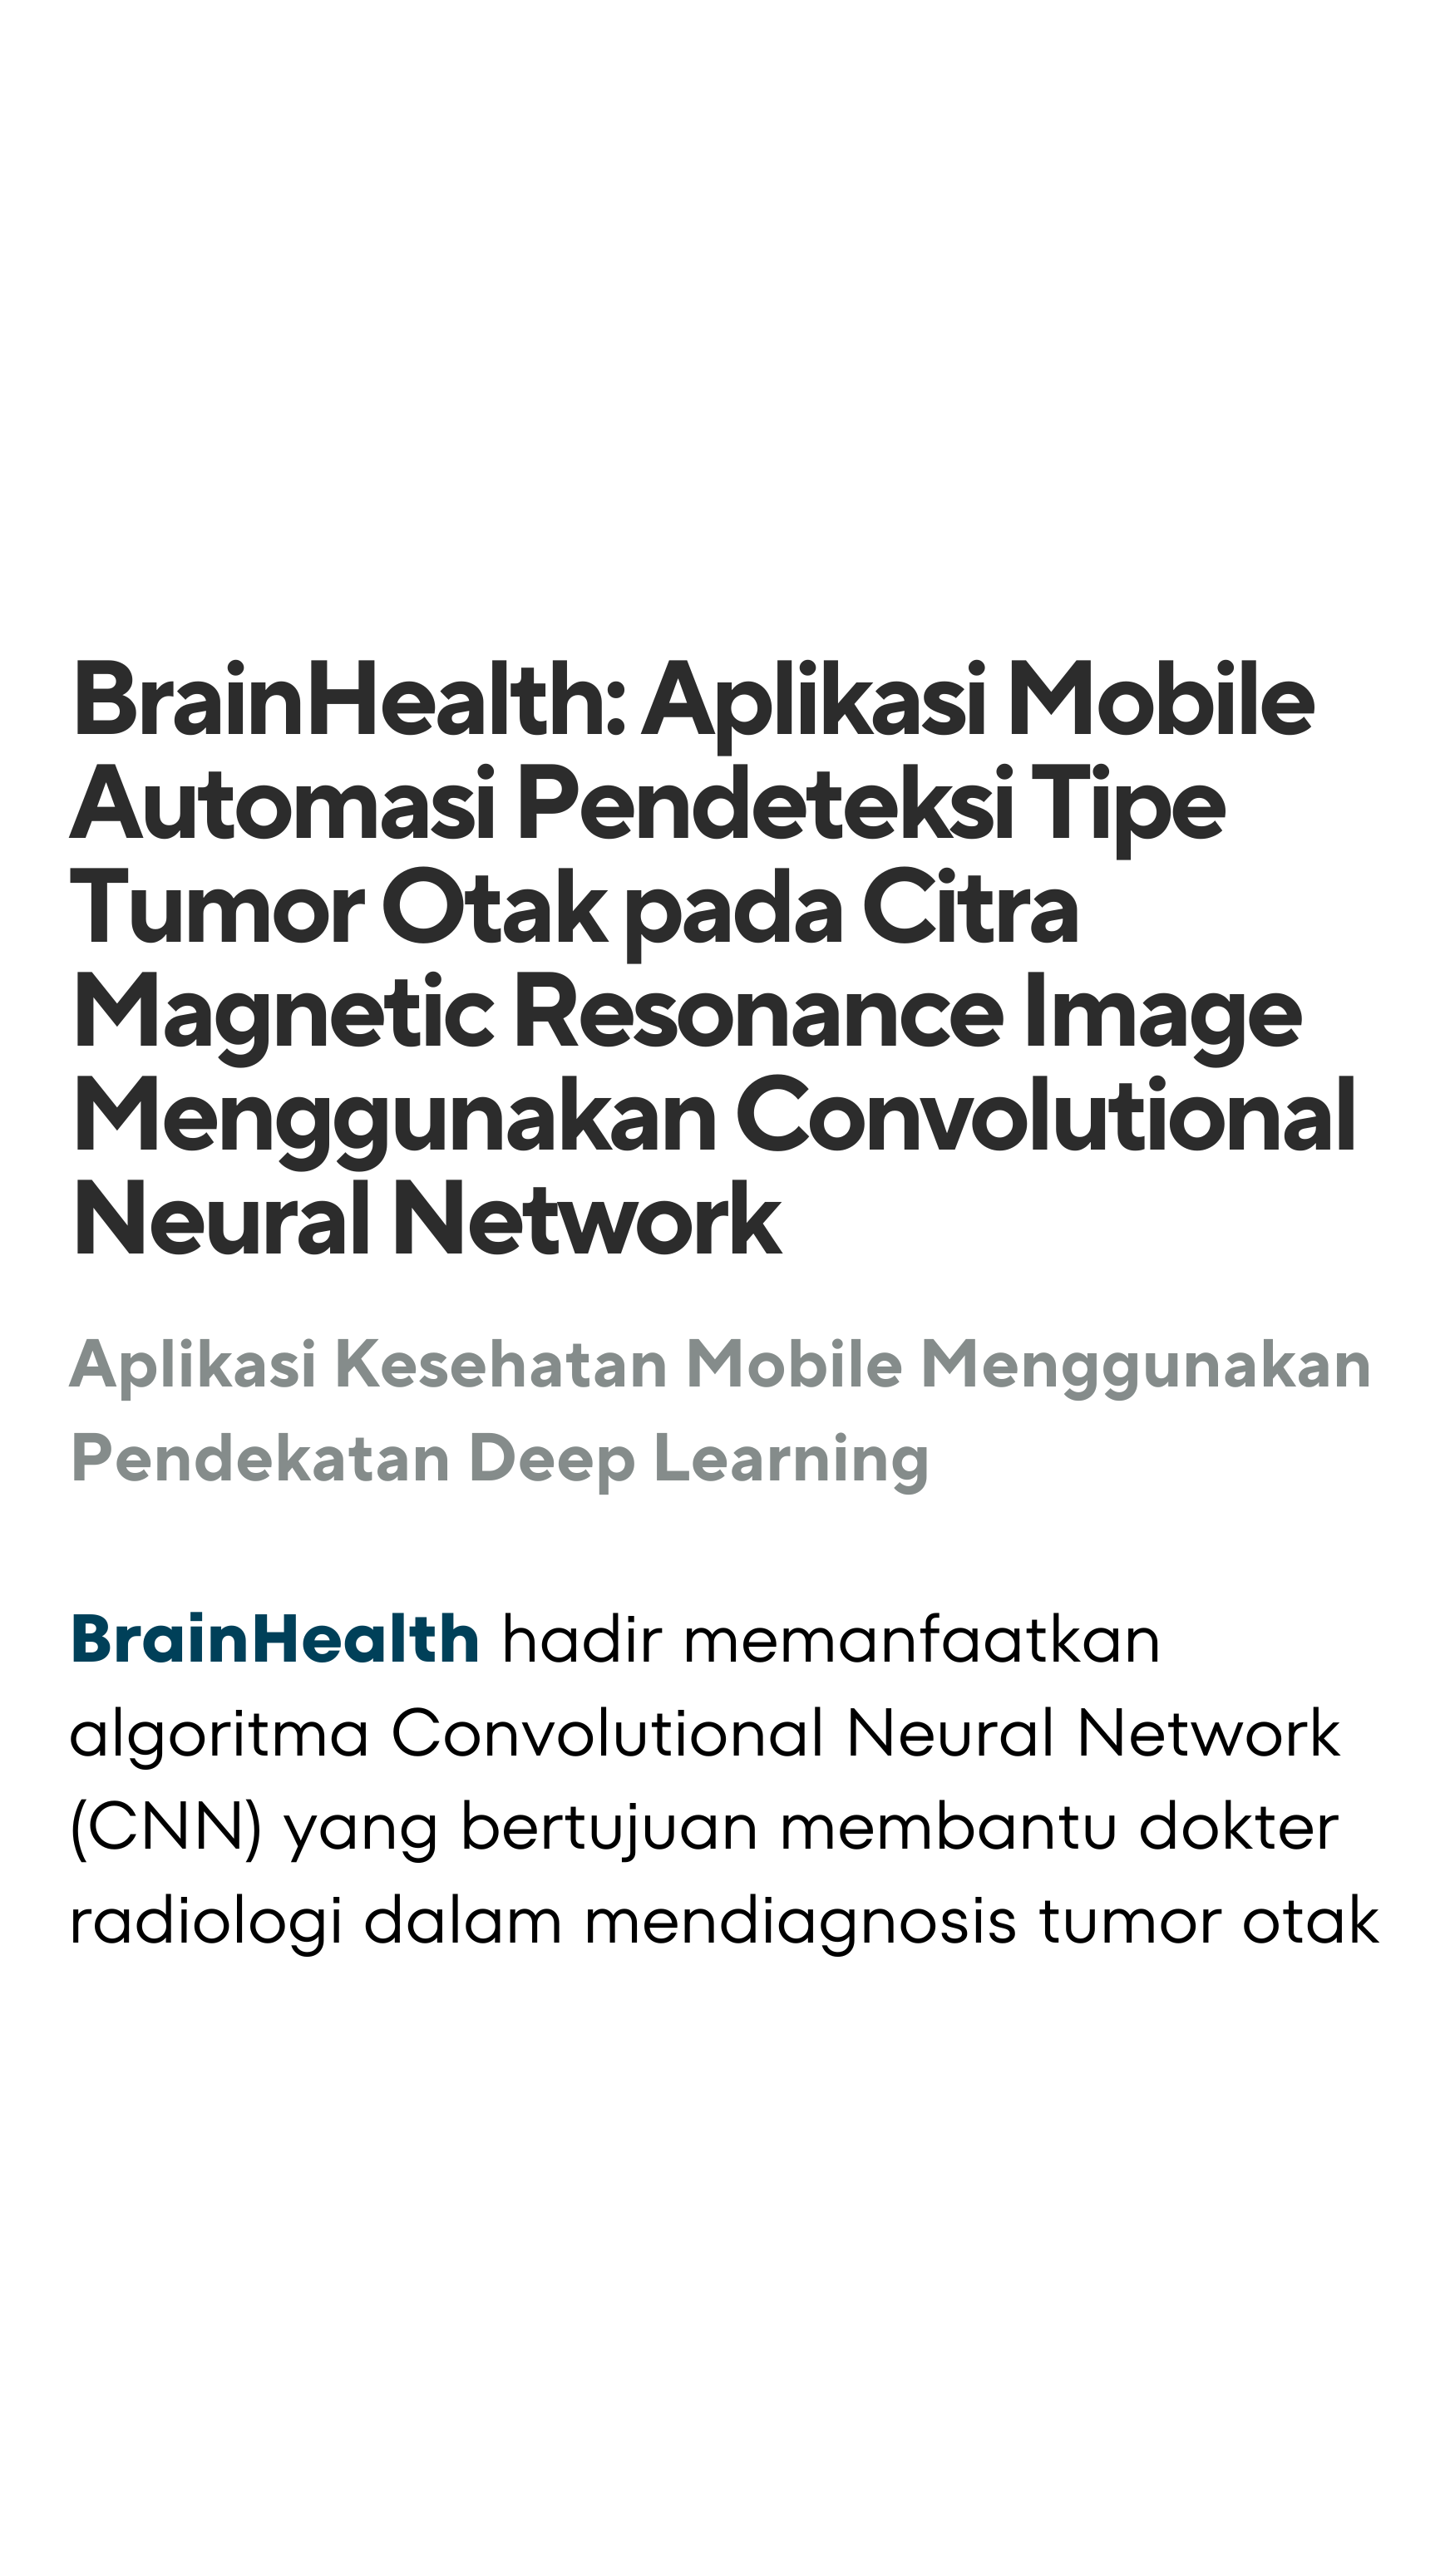 BrainHealth: Aplikasi Mobile
Automasi Pendeteksi Tipe
Tumor Otak pada Citra
Magnetic Resonance Image
Menggunakan Convolutional
Neural Network
Aplikasi Kesehatan Mobile Menggunakan
Pendekatan Deep Learning
BrainHealth hadir memanfaatkan
algoritma Convolutional Neural Network
(CNN) yang bertujuan membantu dokter
radiologi dalam mendiagnosis tumor otak